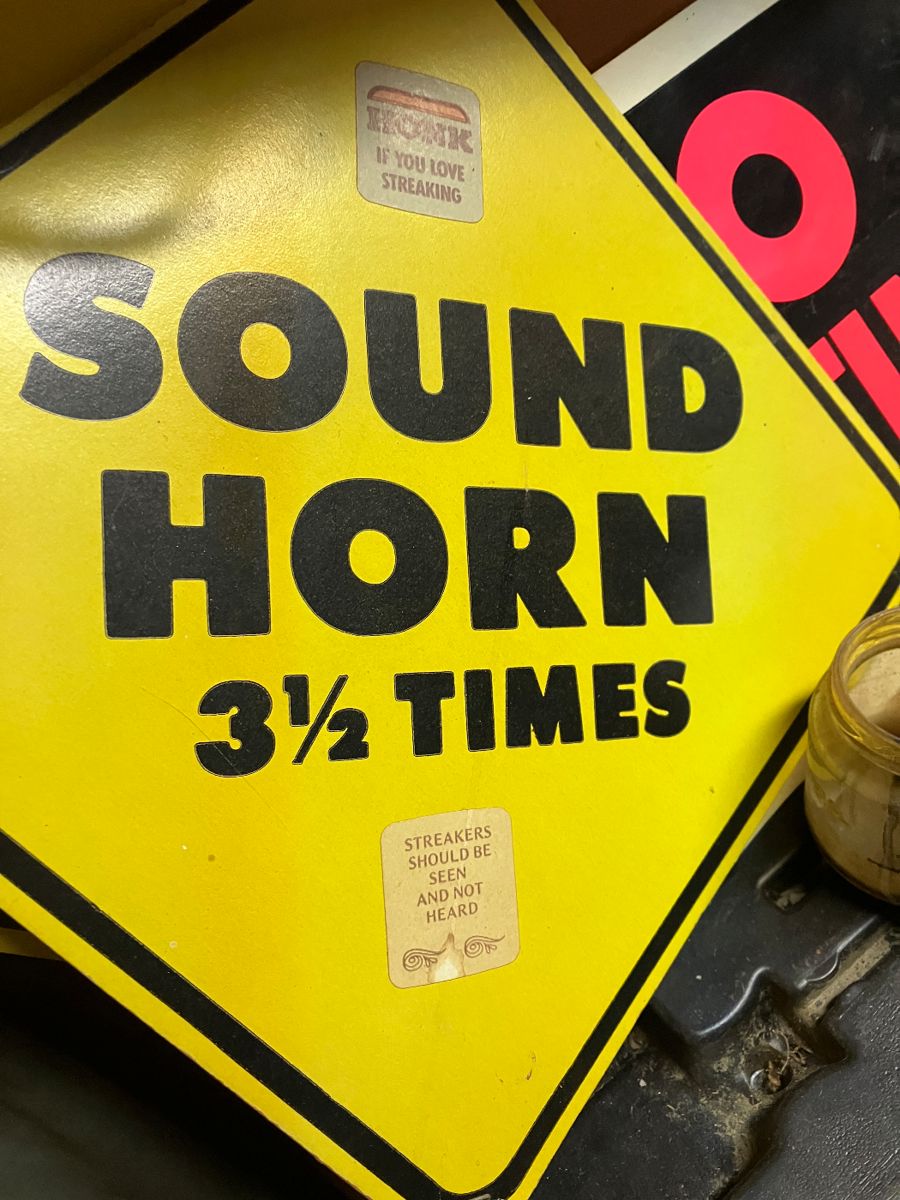 HONK
IF YOU LOVE
STREAKING
SOUND
HORN
3½ TIMES
STREAKERS
SHOULD BE
SEEN
AND NOT
HEARD
O